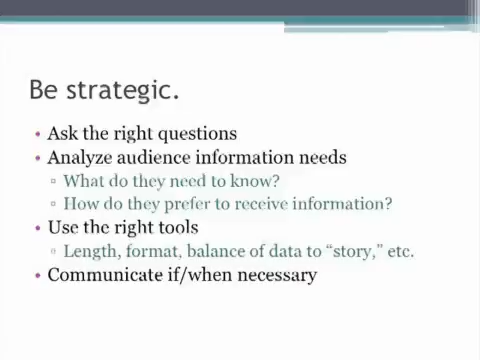 Be strategic.
• Ask the right questions
• Analyze audience information needs
▫ What do they need to know?
▫ How do they prefer to receive information?
• Use the right tools
▫ Length, format, balance of data to “story,” etc.
• Communicate if/when necessary